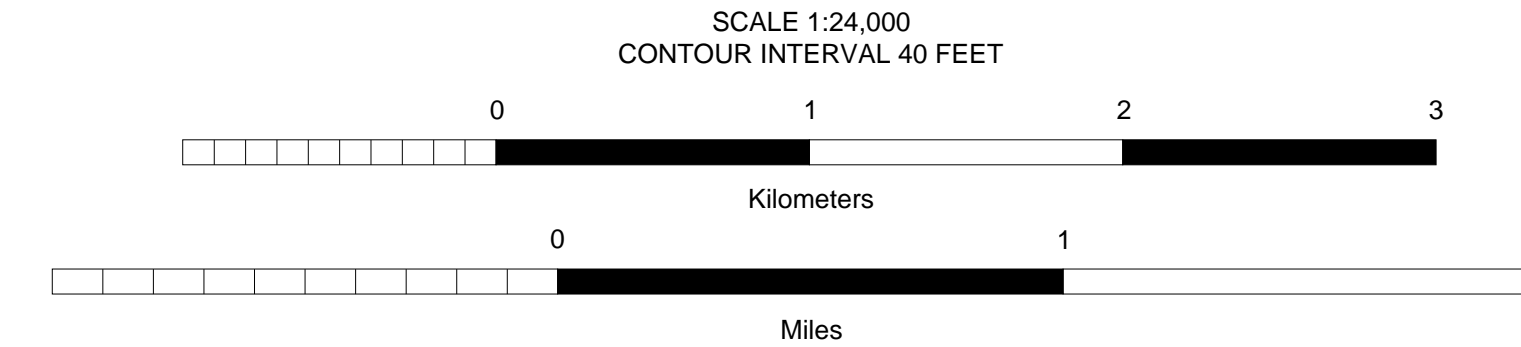 SCALE 1:24,000
CONTOUR INTERVAL 40 FEET
0 1 2 3
Kilometers
0 1
Miles